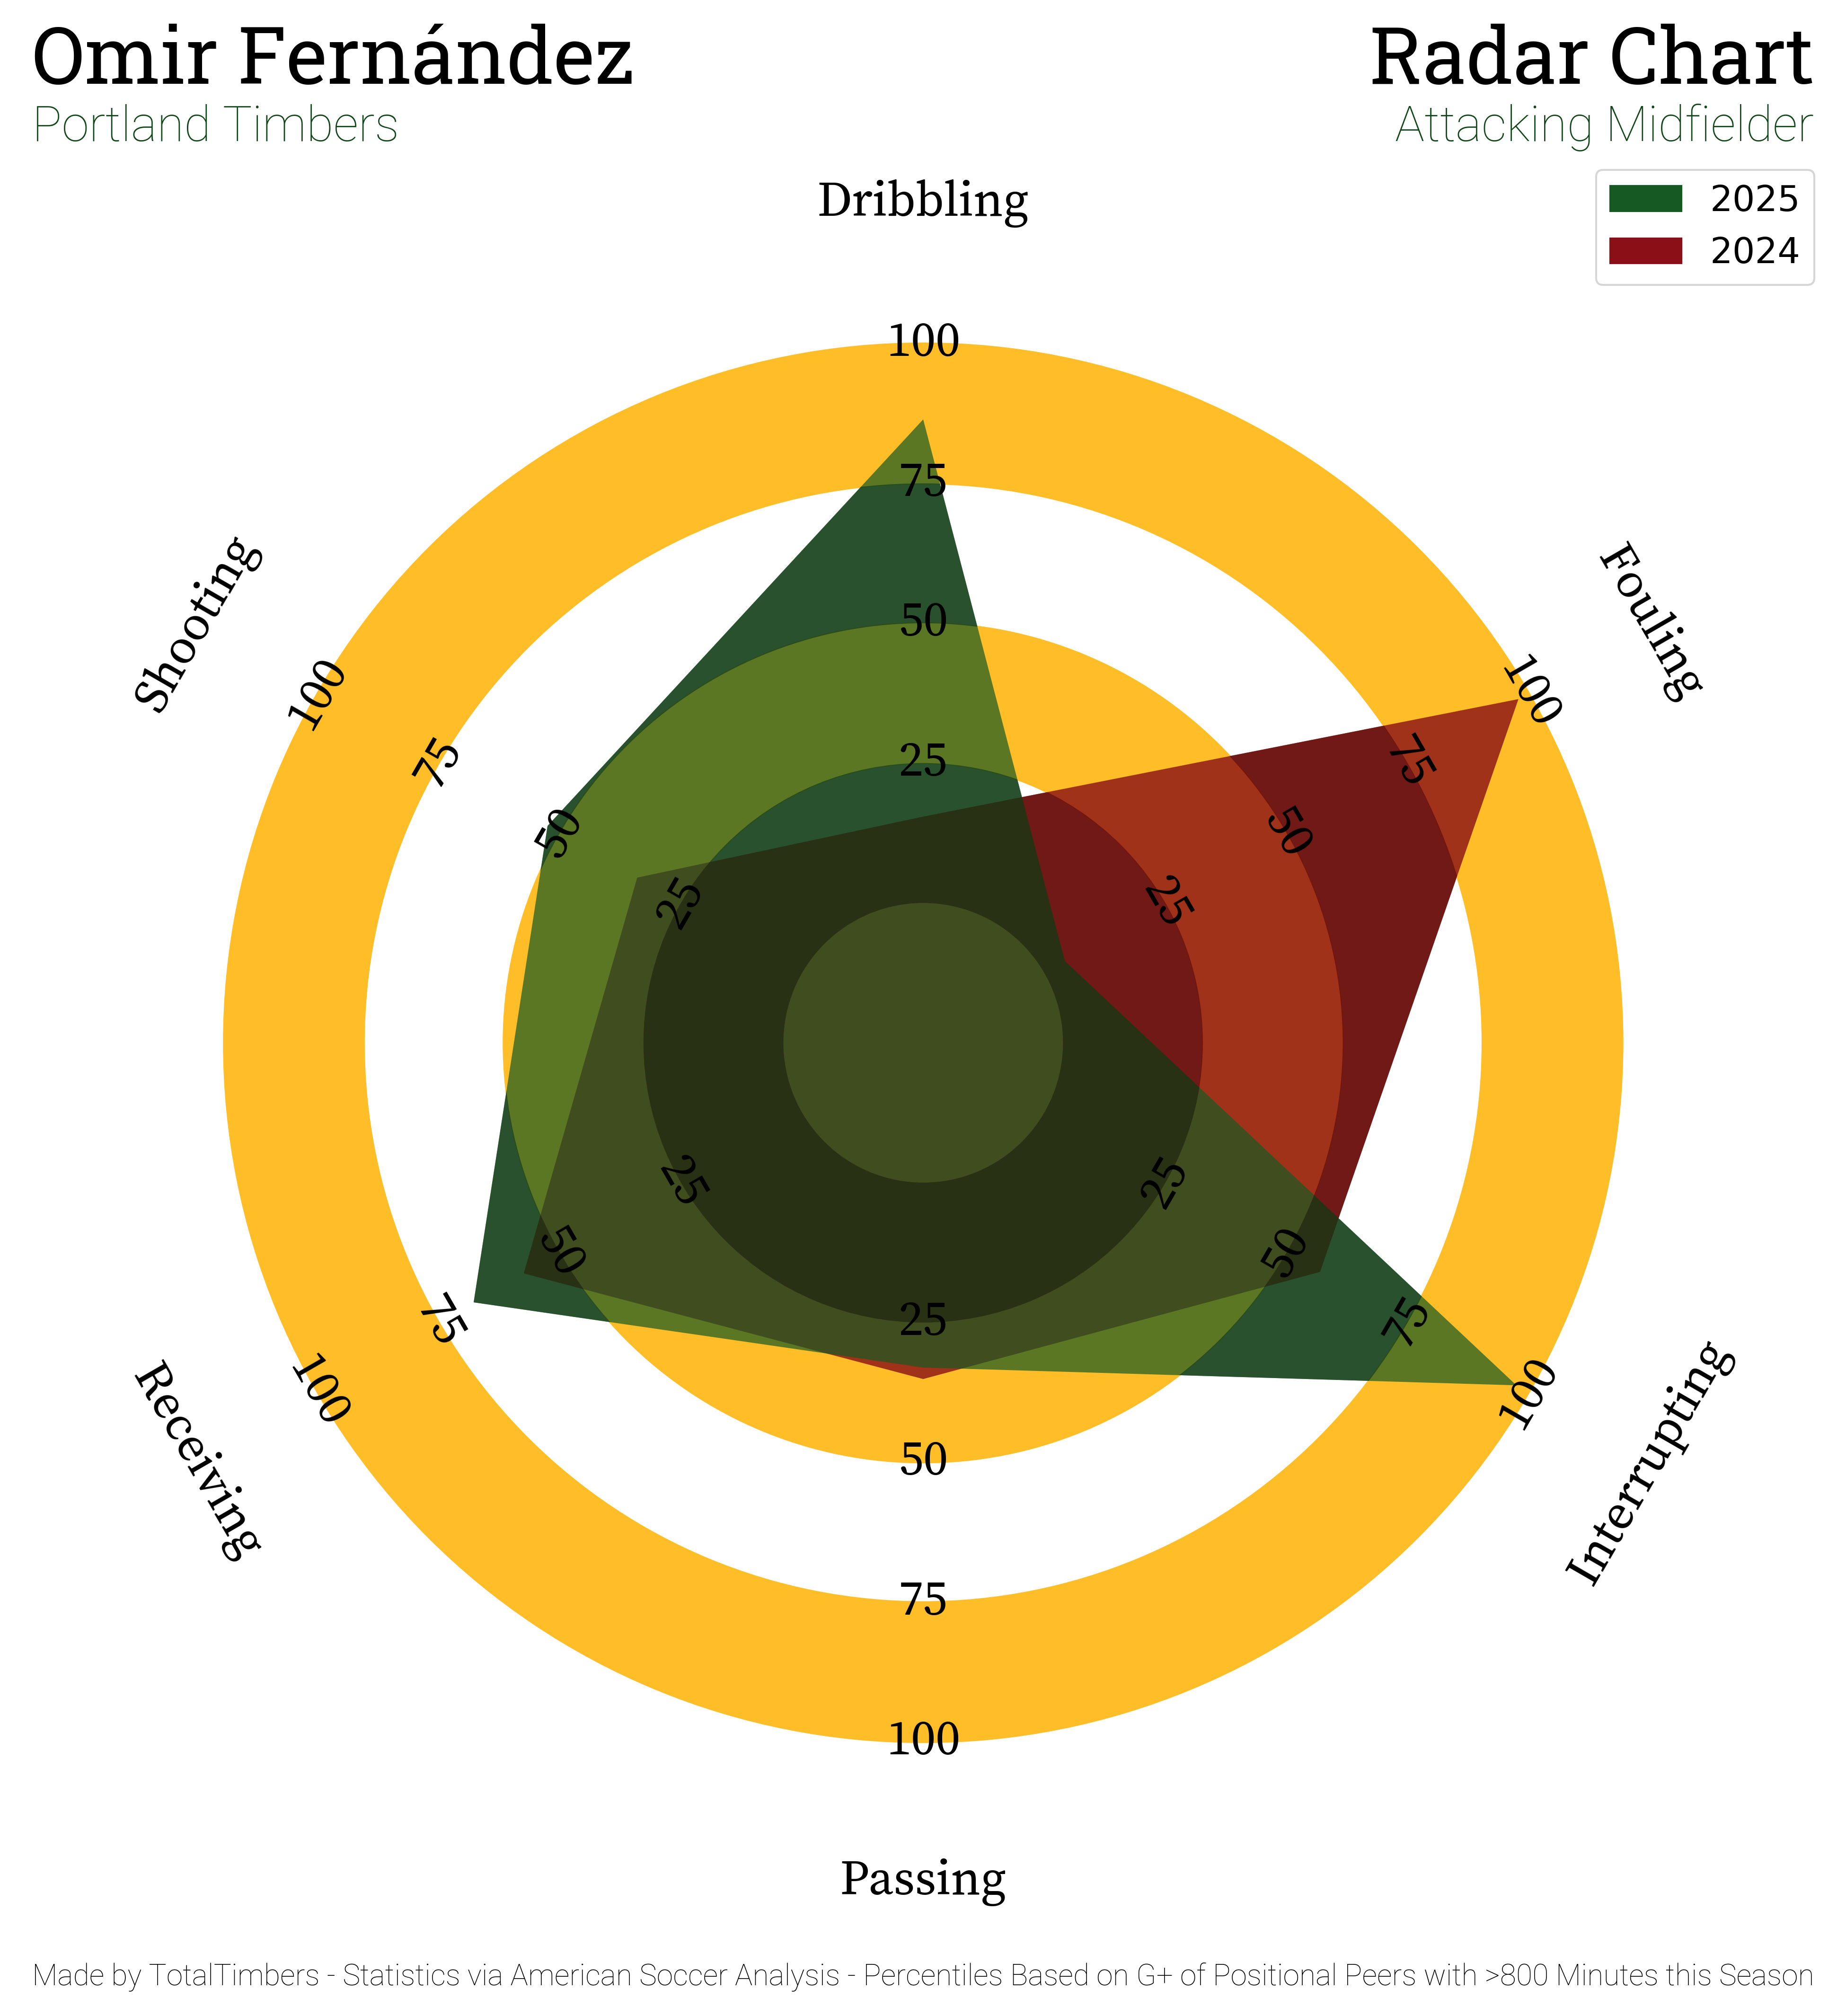 Omir Fernández
Radar Chart
Portland Timbers
Attacking Midfielder
2025
2024
Dribbling
100
75
50
25
Shooting
100
75
50
25
Fouling
100
75
50
25
Receiving
25
50
75
100
Interrupting
25
50
75
100
25
50
75
100
Passing
Made by TotalTimbers - Statistics via American Soccer Analysis - Percentiles Based on G+ of Positional Peers with >800 Minutes this Season